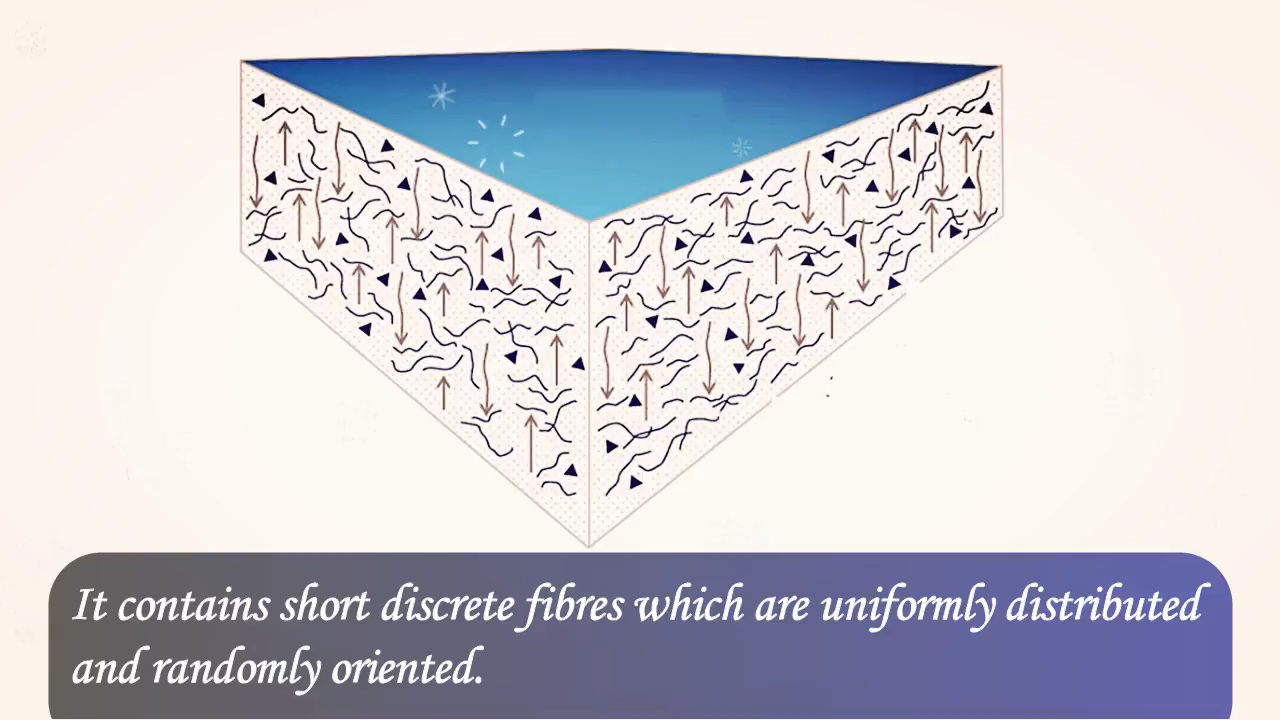 It contains short discrete fibres which are uniformly distributed
and randomly oriented.